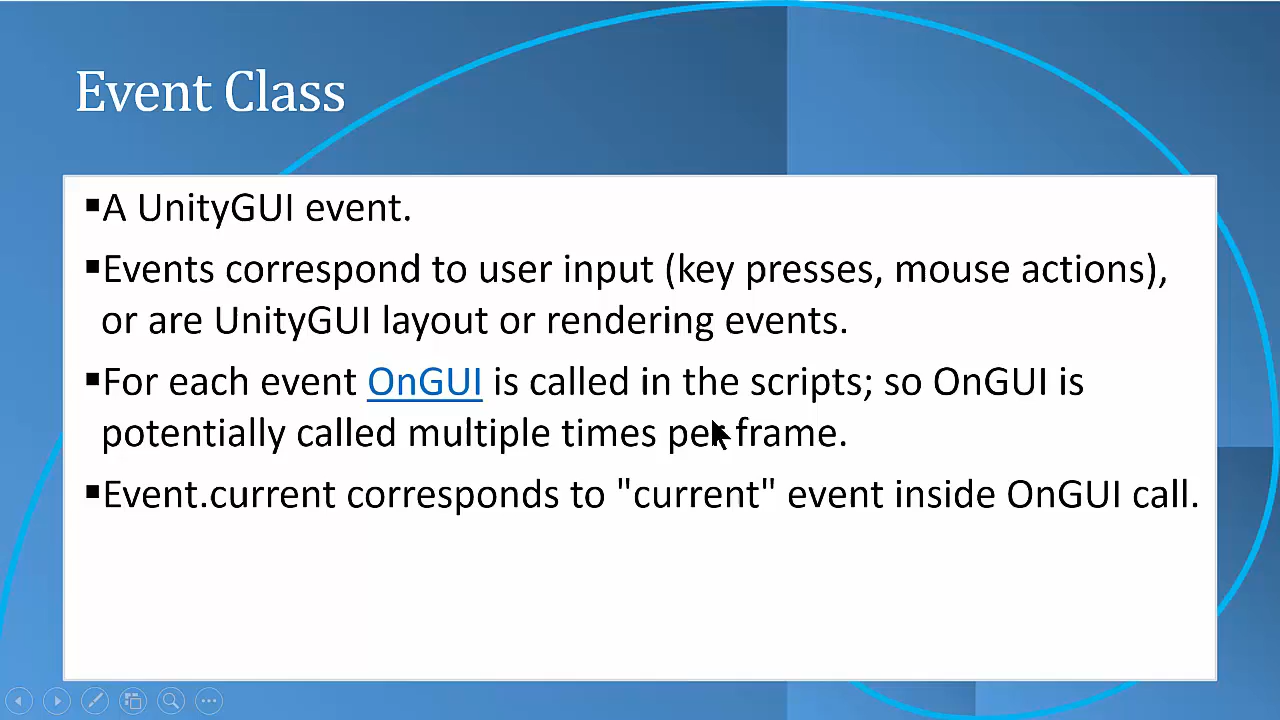 Event Class
▪A UnityGUI event.
▪Events correspond to user input (key presses, mouse actions),
or are UnityGUI layout or rendering events.
▪For each event OnGUI is called in the scripts; so OnGUI is
potentially called multiple times per frame.
▪Event.current corresponds to "current" event inside OnGUI call.